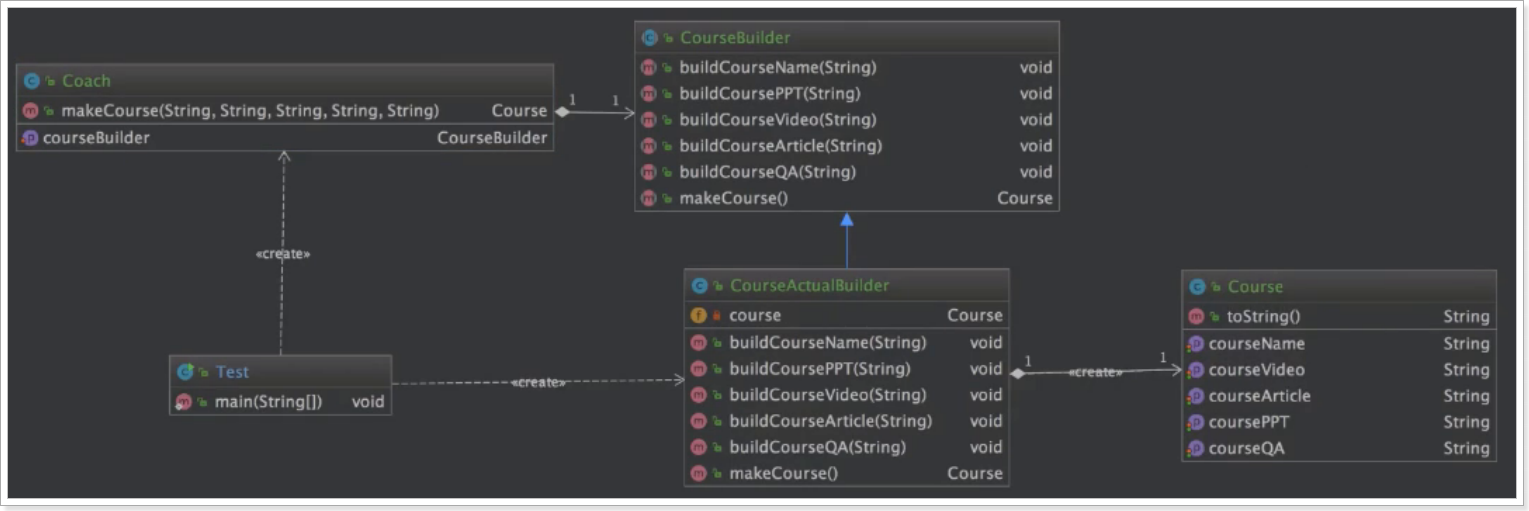 CourseBuilder
buildCourseName(String) void
buildCoursePPT(String) void
buildCourseVideo(String) void
buildCourseArticle(String) void
buildCourseQA(String) void
makeCourse() Course
Coach
makeCourse(String, String, String, String, String) Course
courseBuilder CourseBuilder
1 1
«create»
CourseActualBuilder
course Course
buildCourseName(String) void
buildCoursePPT(String) void
buildCourseVideo(String) void
buildCourseArticle(String) void
buildCourseQA(String) void
makeCourse() Course
Course
toString() String
courseName String
courseVideo String
courseArticle String
coursePPT String
courseQA String
1 «create» 1
Test
main(String[]) void
«create»